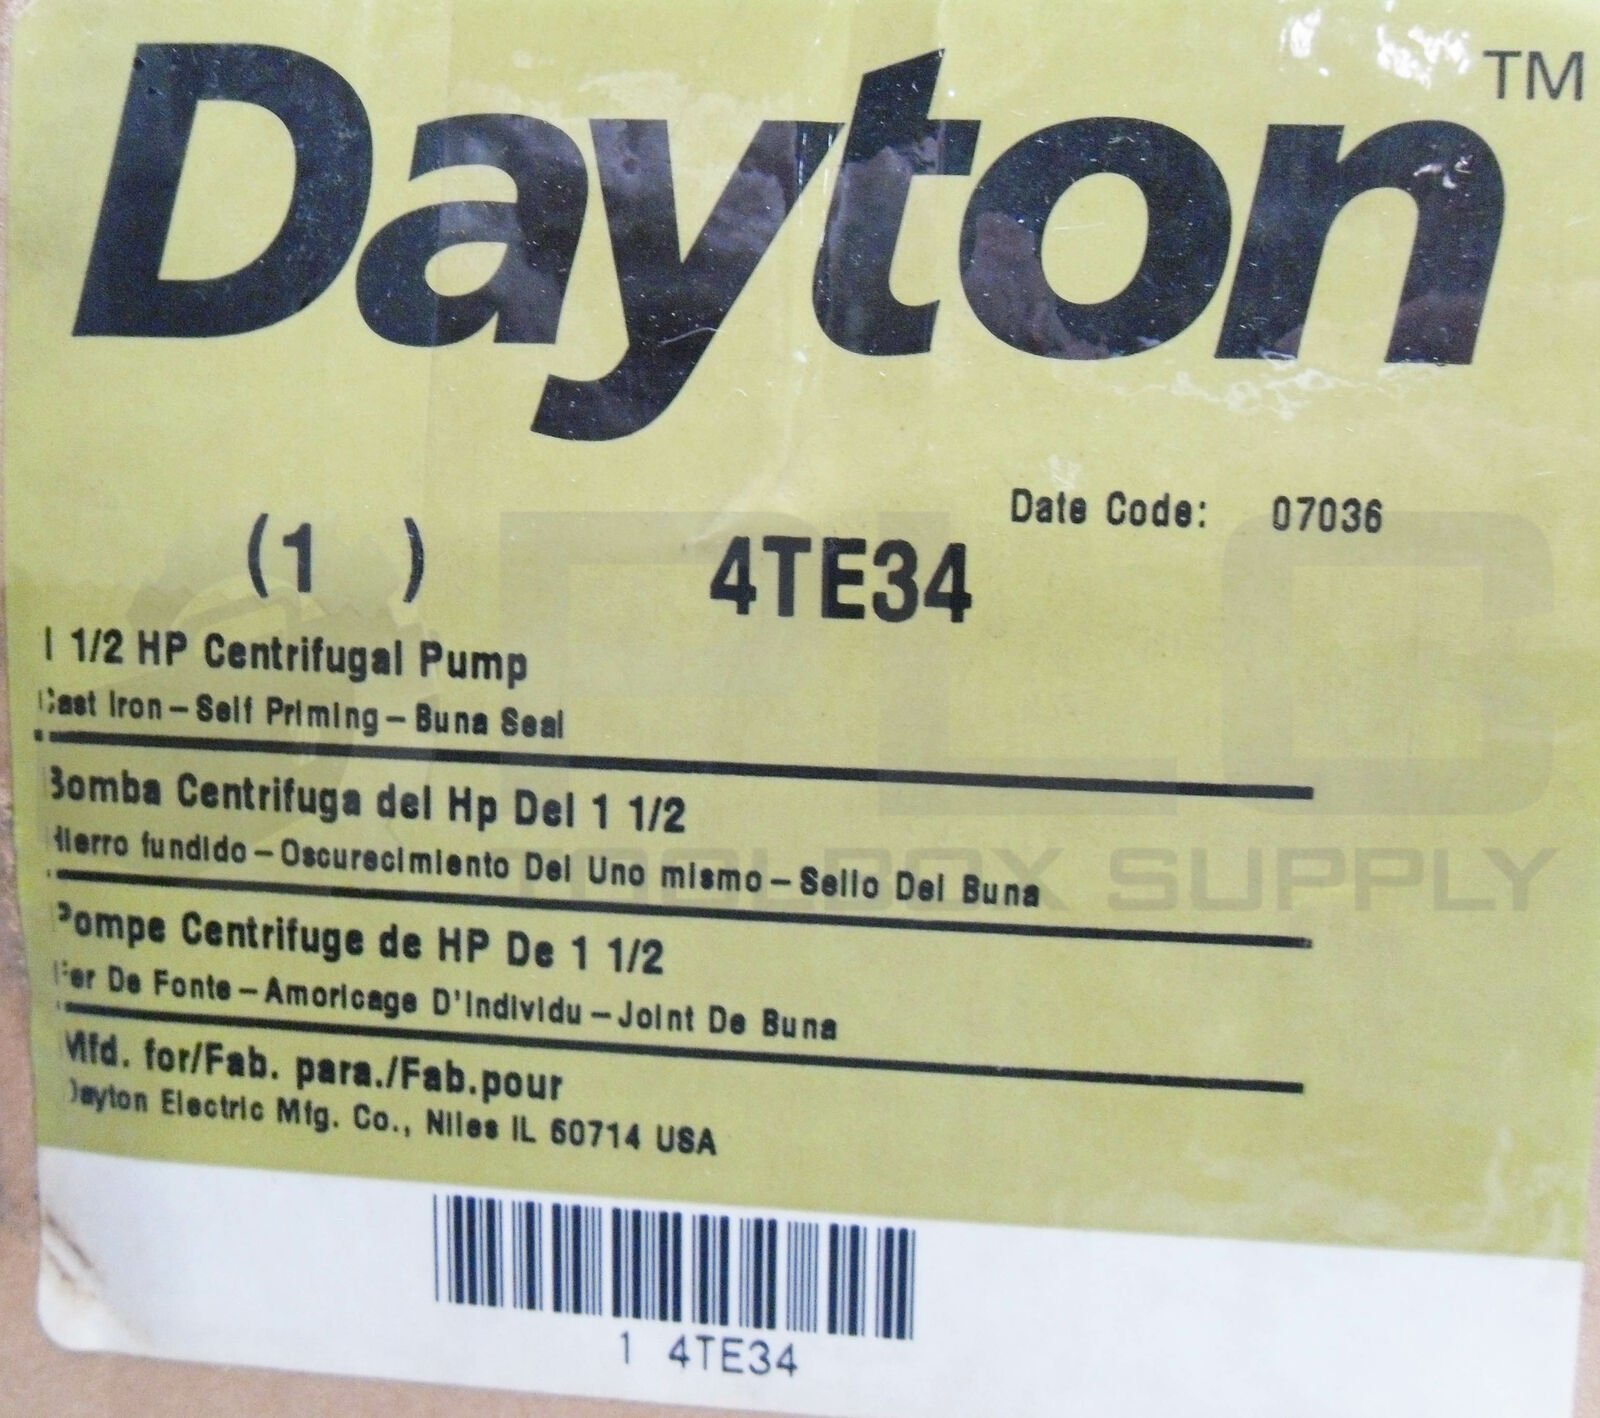 Dayton™
Date Code: 07036
(1 ) 4TE34
1 1/2 HP Centrifugal Pump
Cast Iron – Self Priming – Buna Seal
Bomba Centrifuga del Hp Del 1 1/2
Hierro fundido – Oscurecimiento Del Uno mismo – Sello Del Buna
Pompe Centrifuge de HP De 1 1/2
Fer De Fonte – Amoricage D'Individu – Joint De Buna
Mfd. for/Fab. para./Fab.pour
Dayton Electric Mfg. Co., Niles IL 60714 USA
1 4TE34
PLC
TOOLBOX SUPPLY